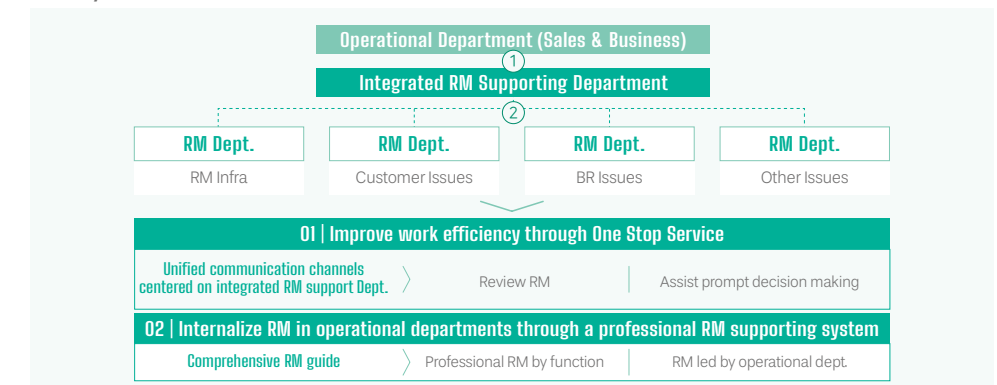 Operational Department (Sales & Business)
1
Integrated RM Supporting Department
2
RM Dept.
RM Dept.
RM Dept.
RM Dept.
RM Infra
Customer Issues
BR Issues
Other Issues
01 | Improve work efficiency through One Stop Service
Unified communication channels
centered on integrated RM support Dept.
Review RM
Assist prompt decision making
02 | Internalize RM in operational departments through a professional RM supporting system
Comprehensive RM guide
Professional RM by function
RM led by operational dept.